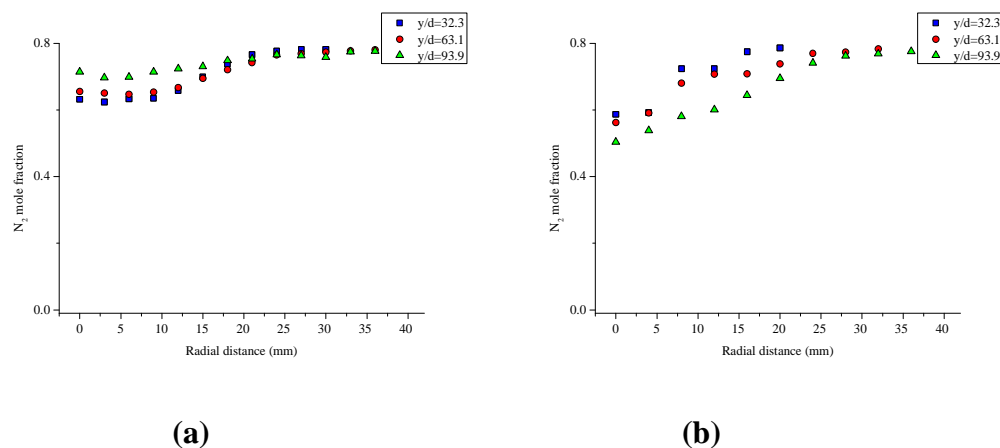 y/d=32.3
y/d=63.1
y/d=93.9
0.8
0.4
0.0
N2 mole fraction
0 5 10 15 20 25 30 35 40
Radial distance (mm)
(a)
y/d=32.3
y/d=63.1
y/d=93.9
0.8
0.4
0.0
N2 mole fraction
0 5 10 15 20 25 30 35 40
Radial distance (mm)
(b)